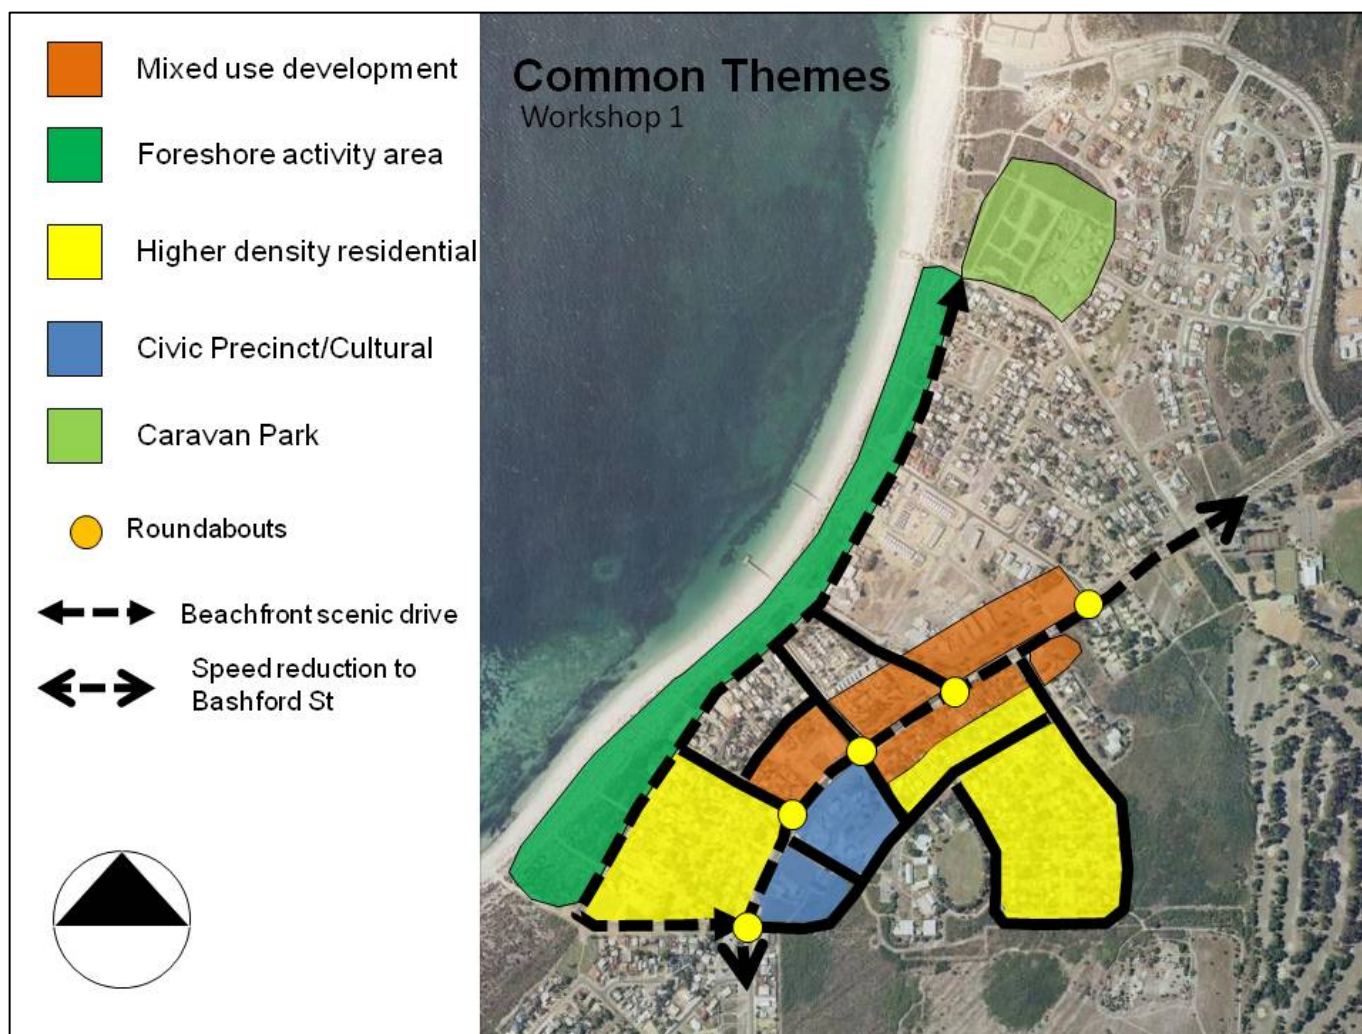 Common Themes
Workshop 1
Mixed use development
Foreshore activity area
Higher density residential
Civic Precinct/Cultural
Caravan Park
Roundabouts
Beachfront scenic drive
Speed reduction to
Bashford St